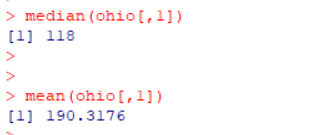 > median(ohio[,1])
[1] 118
>
>
> mean(ohio[,1])
[1] 190.3176
>